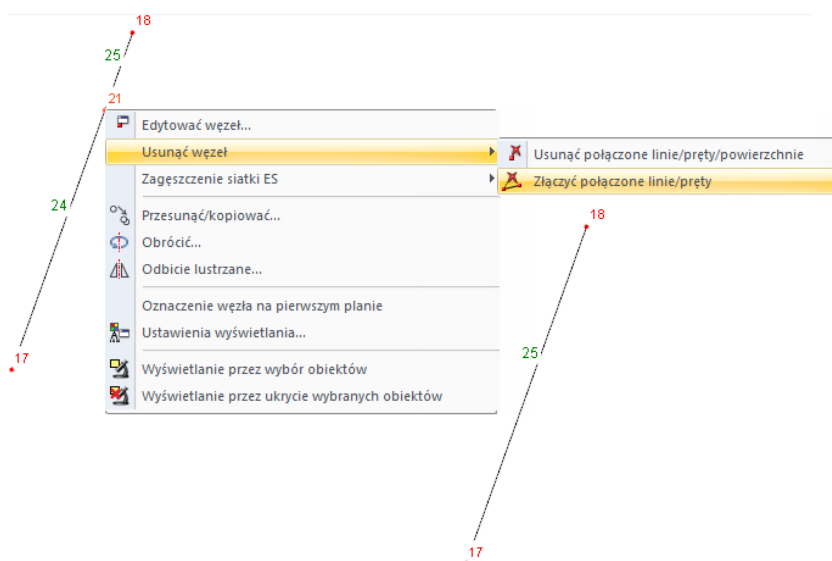 18
25
21
Edytować węzeł...
Usunąć węzeł
Usunąć połączone linie/pręty/powierzchnie
Zagęszczenie siatki ES
Złączyć połączone linie/pręty
24
Przesunąć/kopiować...
18
Obrócić...
Odbicie lustrzane...
Oznaczenie węzła na pierwszym planie
Ustawienia wyświetlania...
17
25
Wyświetlanie przez wybór obiektów
Wyświetlanie przez ukrycie wybranych obiektów
17